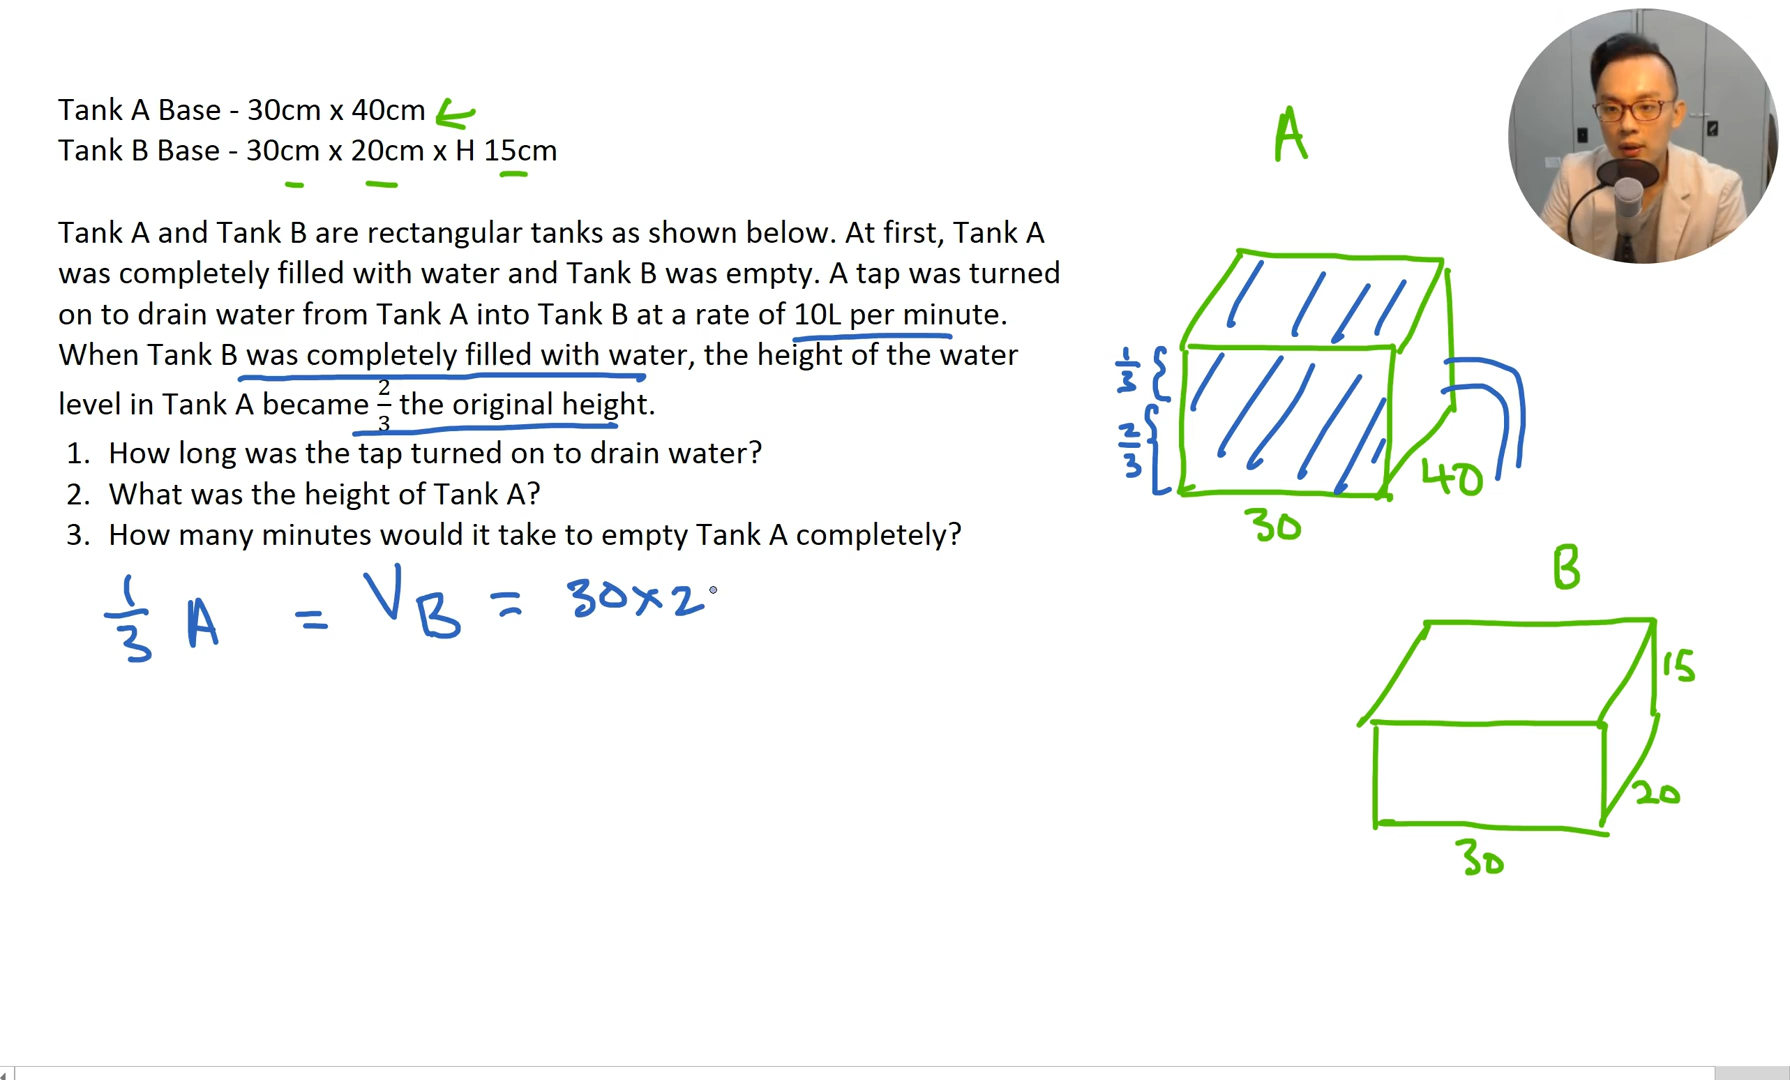 Tank A Base - 30cm x 40cm
Tank B Base - 30cm x 20cm x H 15cm
Tank A and Tank B are rectangular tanks as shown below. At first, Tank A
was completely filled with water and Tank B was empty. A tap was turned
on to drain water from Tank A into Tank B at a rate of 10L per minute.
When Tank B was completely filled with water, the height of the water
level in Tank A became 2/3 the original height.
1. How long was the tap turned on to drain water?
2. What was the height of Tank A?
3. How many minutes would it take to empty Tank A completely?
1/3 A = V B = 30 x 2
A
1/3
2/3
40
30
B
15
20
30